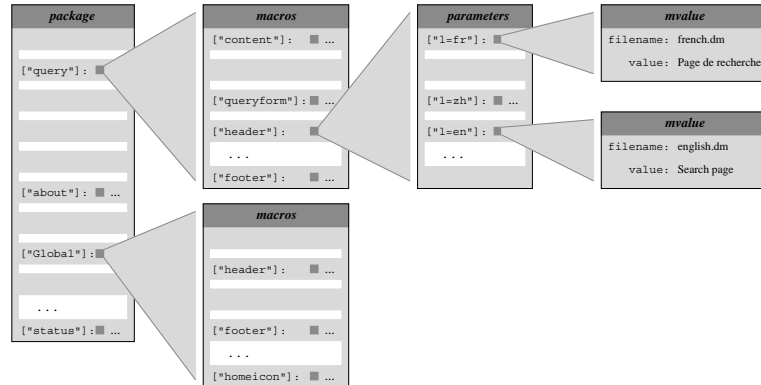 package
["query"]:
["about"]: ...
["Global"]:
...
["status"]: ...
macros
["content"]: ...
["queryform"]: ...
["header"]:
...
["footer"]: ...
macros
["header"]: ...
["footer"]: ...
...
["homeicon"]: ...
parameters
["l=fr"]:
["l=zh"]: ...
["l=en"]:
...
mvalue
filename: french.dm
value: Page de recherche
mvalue
filename: english.dm
value: Search page